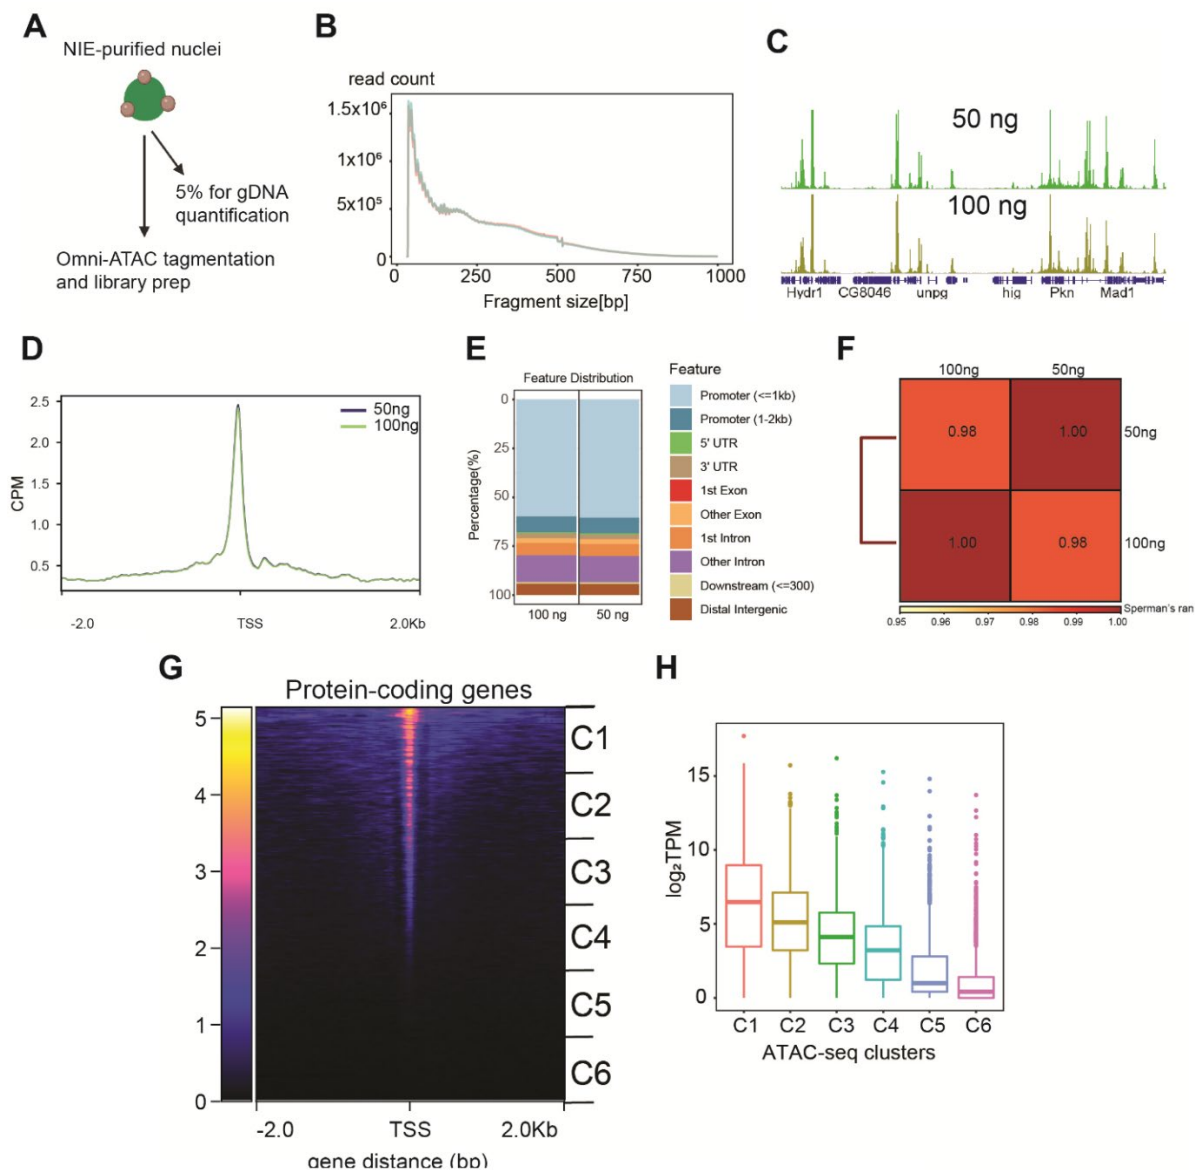 A
NIE-purified nuclei
5% for gDNA
quantification
Omni-ATAC tagmentation
and library prep
B
read count
1.5x10⁶
1x10⁶
5x10⁵
0
0 250 500 750 1000
Fragment size[bp]
C
50 ng
100 ng
Hydr1 CG8046 unpg hig Pkn Mad1
D
2.5
2.0
1.5
1.0
0.5
CPM
50ng
100ng
-2.0 TSS 2.0Kb
E
Feature Distribution
0
25
50
75
100
Percentage(%)
100 ng 50 ng
Feature
Promoter (<=1kb)
Promoter (1-2kb)
5' UTR
3' UTR
1st Exon
Other Exon
1st Intron
Other Intron
Downstream (<=300)
Distal Intergenic
F
100ng 50ng
0.98 1.00 50ng
1.00 0.98 100ng
Sperman's ran
0.95 0.96 0.97 0.98 0.99 1.00
G
Protein-coding genes
5
4
3
2
1
0
C1
C2
C3
C4
C5
C6
-2.0 TSS 2.0Kb
gene distance (bp)
H
15
10
5
0
log₂TPM
C1 C2 C3 C4 C5 C6
ATAC-seq clusters